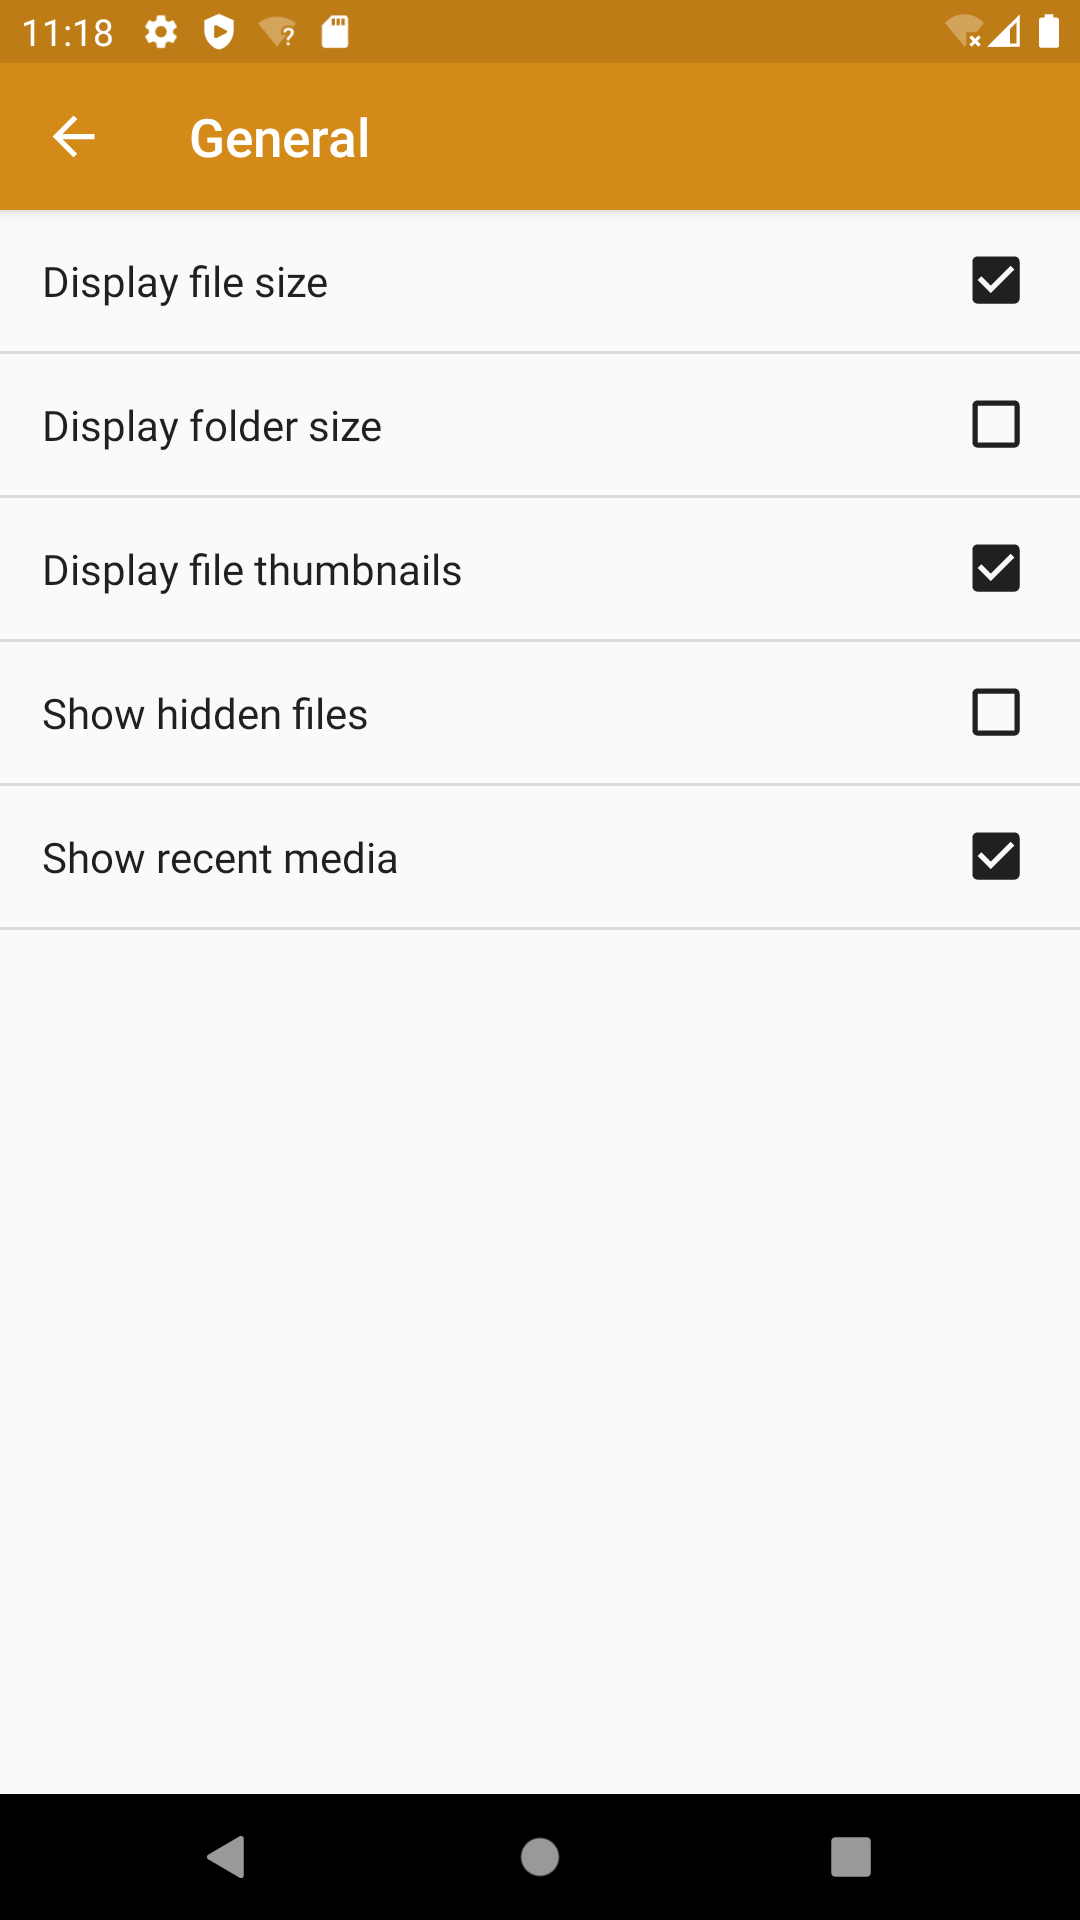 11:18
General
Display file size
Display folder size
Display file thumbnails
Show hidden files
Show recent media